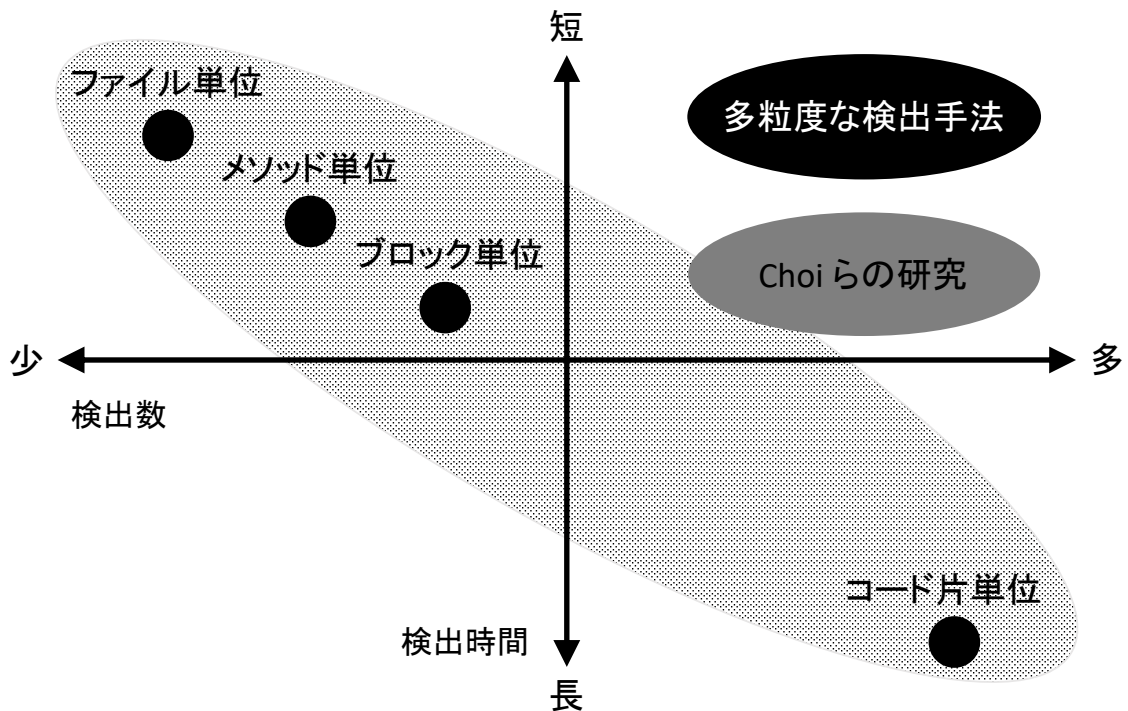 短
ファイル単位
多粒度な検出手法
メソッド単位
ブロック単位
Choi らの研究
少
多
検出数
コード片単位
検出時間
長